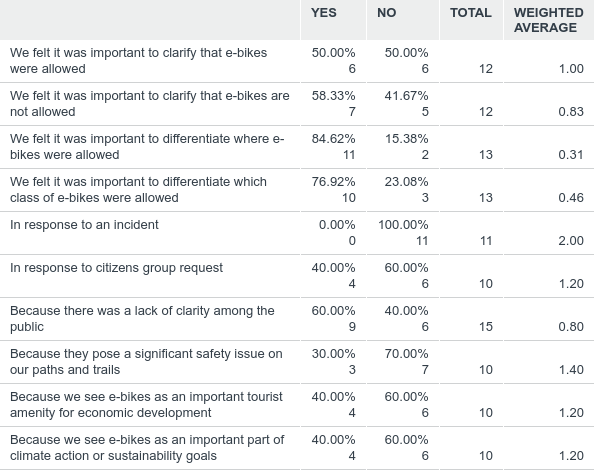 YES NO TOTAL WEIGHTED
AVERAGE
We felt it was important to clarify that e-bikes 50.00% 50.00%
were allowed 6 6 12 1.00
We felt it was important to clarify that e-bikes are 58.33% 41.67%
not allowed 7 5 12 0.83
We felt it was important to differentiate where e- 84.62% 15.38%
bikes were allowed 11 2 13 0.31
We felt it was important to differentiate which 76.92% 23.08%
class of e-bikes were allowed 10 3 13 0.46
In response to an incident 0.00% 100.00%
0 11 11 2.00
In response to citizens group request 40.00% 60.00%
4 6 10 1.20
Because there was a lack of clarity among the 60.00% 40.00%
public 9 6 15 0.80
Because they pose a significant safety issue on 30.00% 70.00%
our paths and trails 3 7 10 1.40
Because we see e-bikes as an important tourist 40.00% 60.00%
amenity for economic development 4 6 10 1.20
Because we see e-bikes as an important part of 40.00% 60.00%
climate action or sustainability goals 4 6 10 1.20